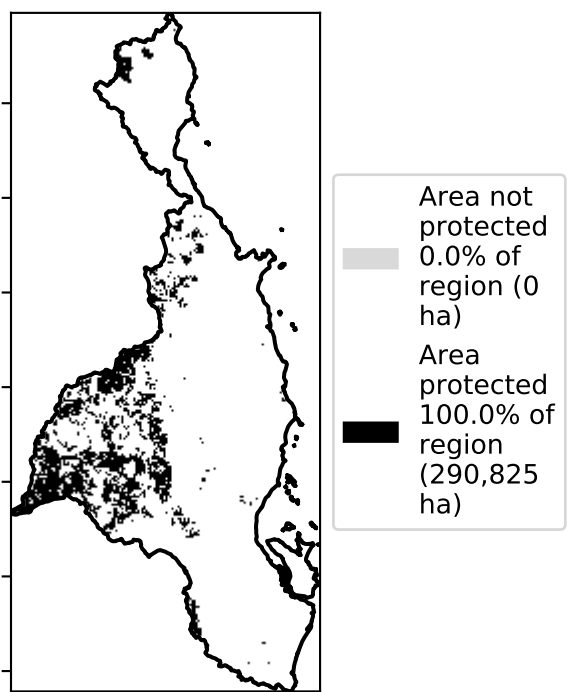 Area not
protected
0.0% of
region (0
ha)
Area
protected
100.0% of
region
(290,825
ha)